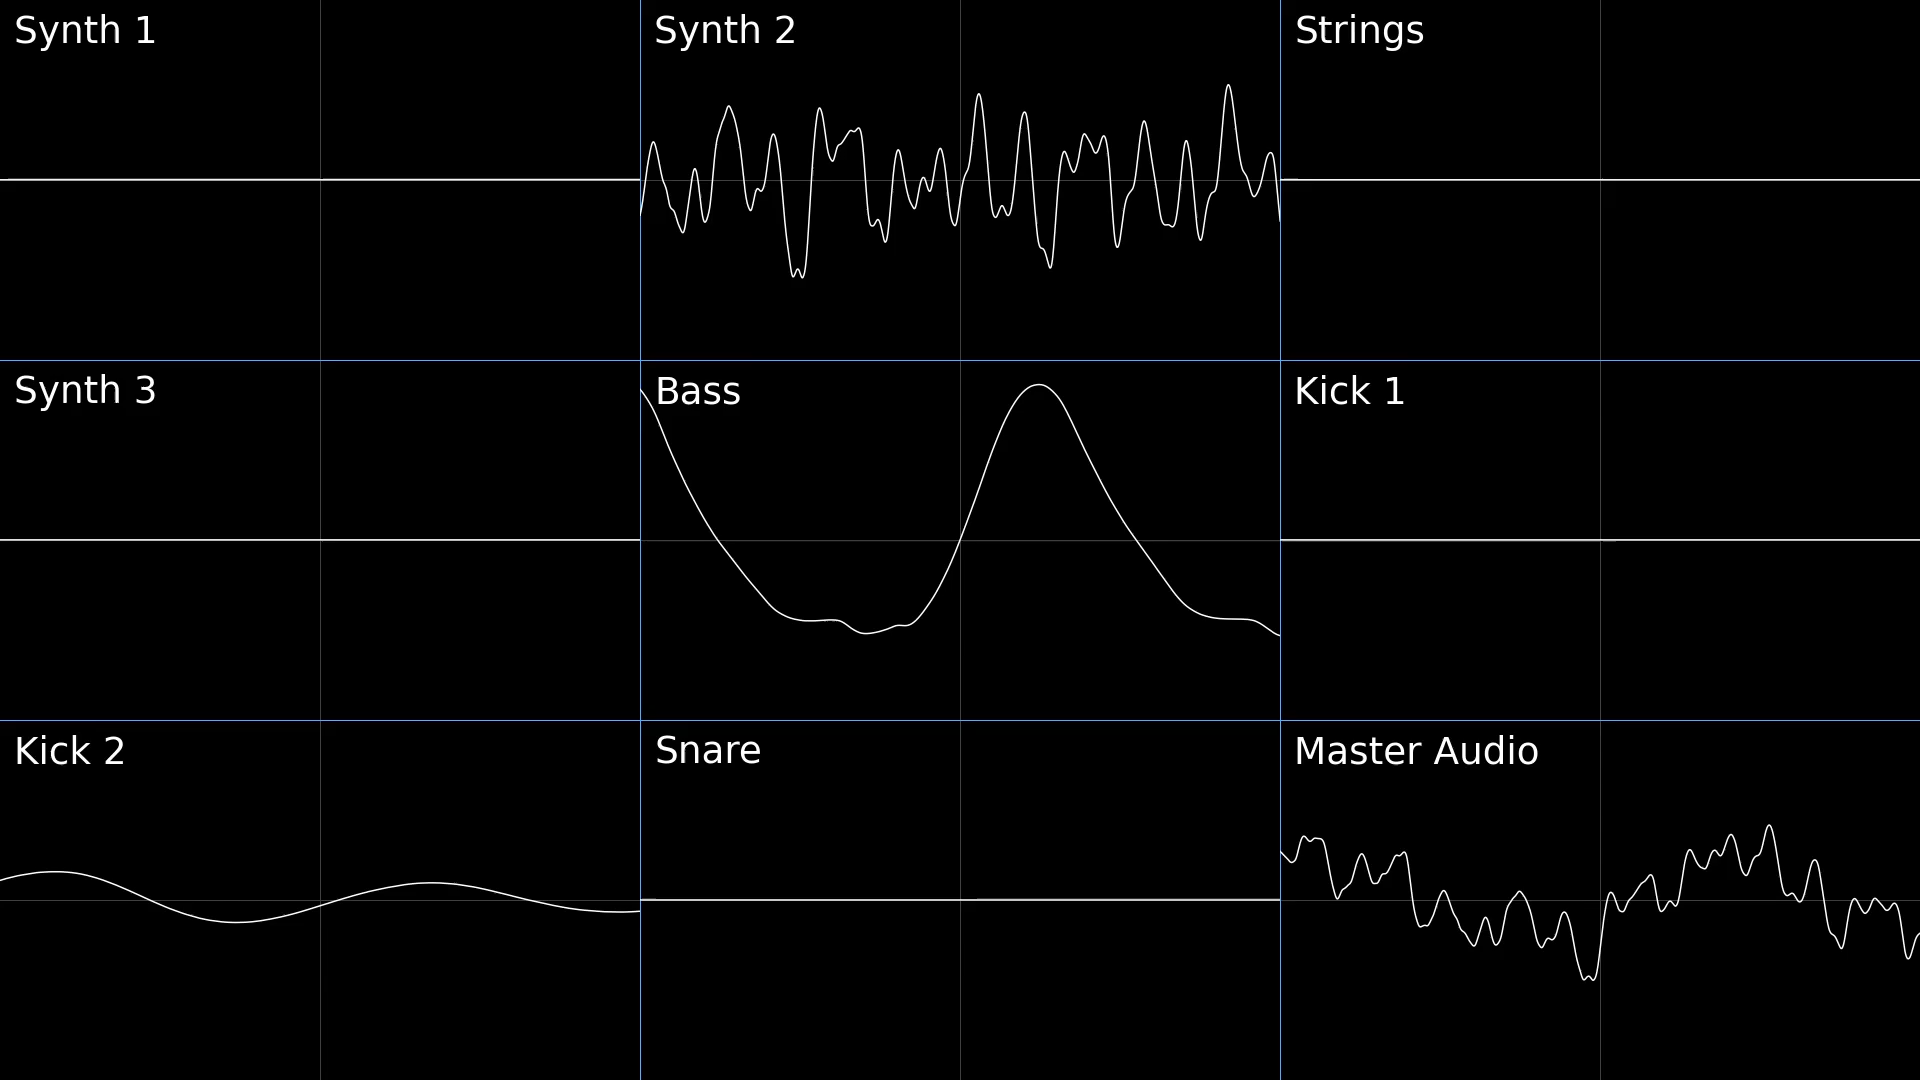 Synth 1
Synth 2
Strings
Synth 3
Bass
Kick 1
Kick 2
Snare
Master Audio